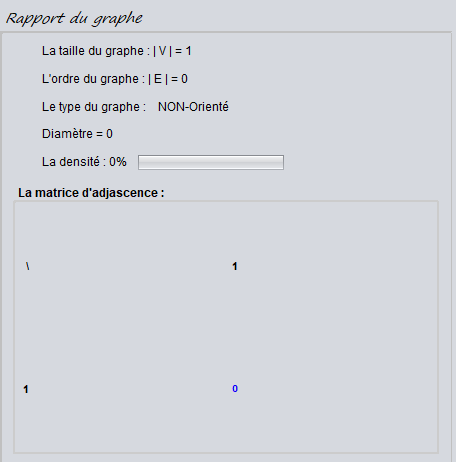 Rapport du graphe
La taille du graphe : | V | = 1
L'ordre du graphe : | E | = 0
Le type du graphe : NON-Orienté
Diamètre = 0
La densité : 0%
La matrice d'adjascence :
\ 1
1 0